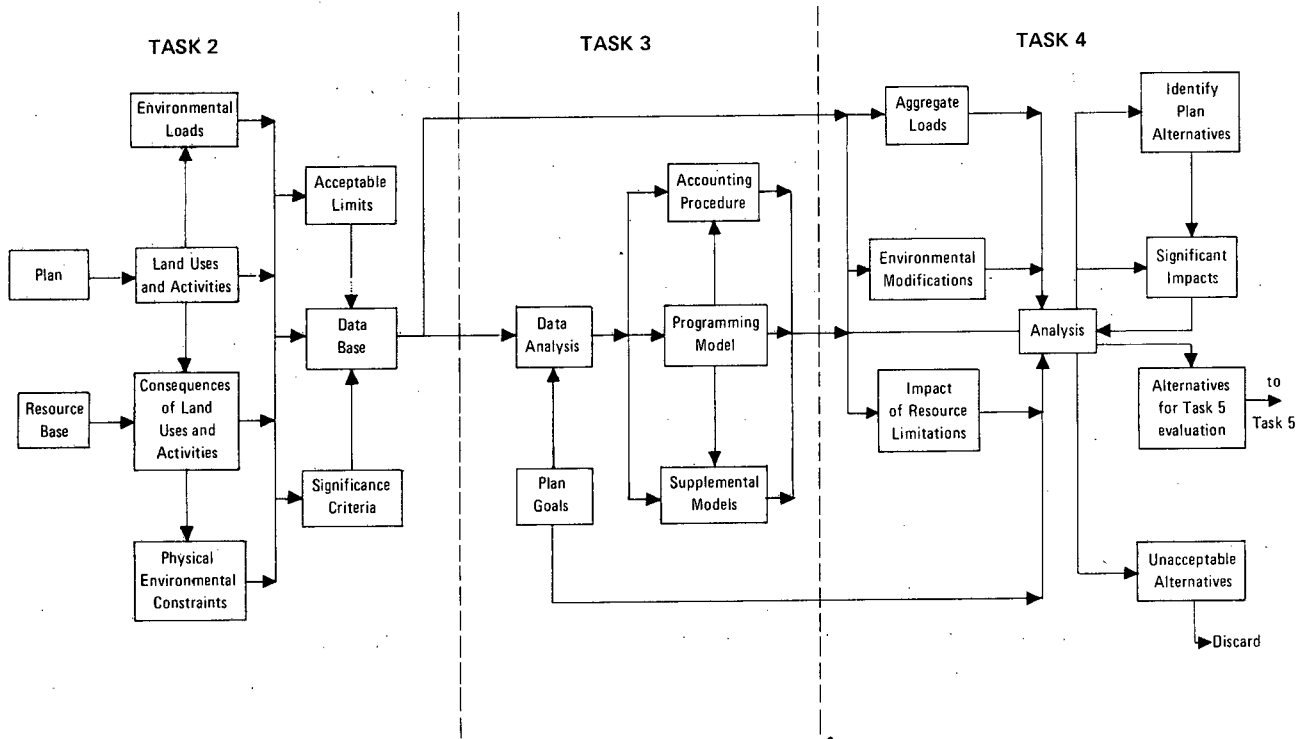 TASK 2
Environmental
Loads
Acceptable
Limits
Plan
Land Uses
and Activities
Data
Base
Resource
Base
Consequences
of Land
Uses and
Activities
Significance
Criteria
Physical
Environmental
Constraints
TASK 3
Accounting
Procedure
Data
Analysis
Programming
Model
Plan
Goals
Supplemental
Models
TASK 4
Aggregate
Loads
Identify
Plan
Alternatives
Environmental
Modifications
Significant
Impacts
Analysis
Impact
of Resource
Limitations
Alternatives
for Task 5
evaluation
to
Task 5
Unacceptable
Alternatives
Discard